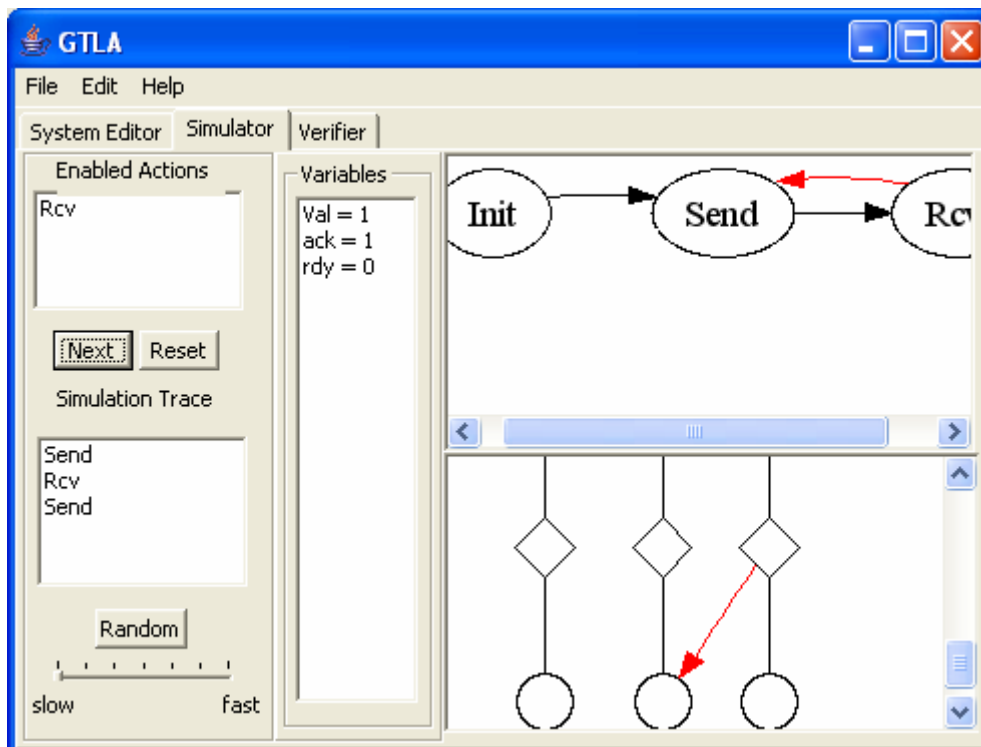 GTLA
File Edit Help
System Editor Simulator Verifier
Enabled Actions
Rcv
Next Reset
Simulation Trace
Send
Rcv
Send
Random
slow fast
Variables
Val = 1
ack = 1
rdy = 0
Init Send Rcv